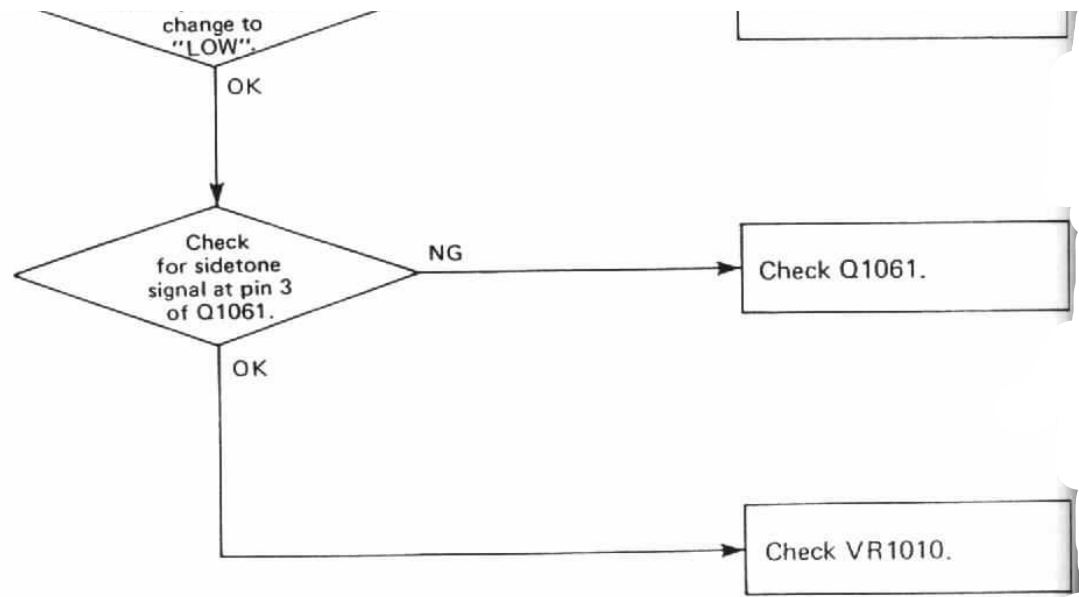 change to
"LOW".
OK
Check
for sidetone
signal at pin 3
of Q1061.
NG
Check Q1061.
OK
Check VR1010.